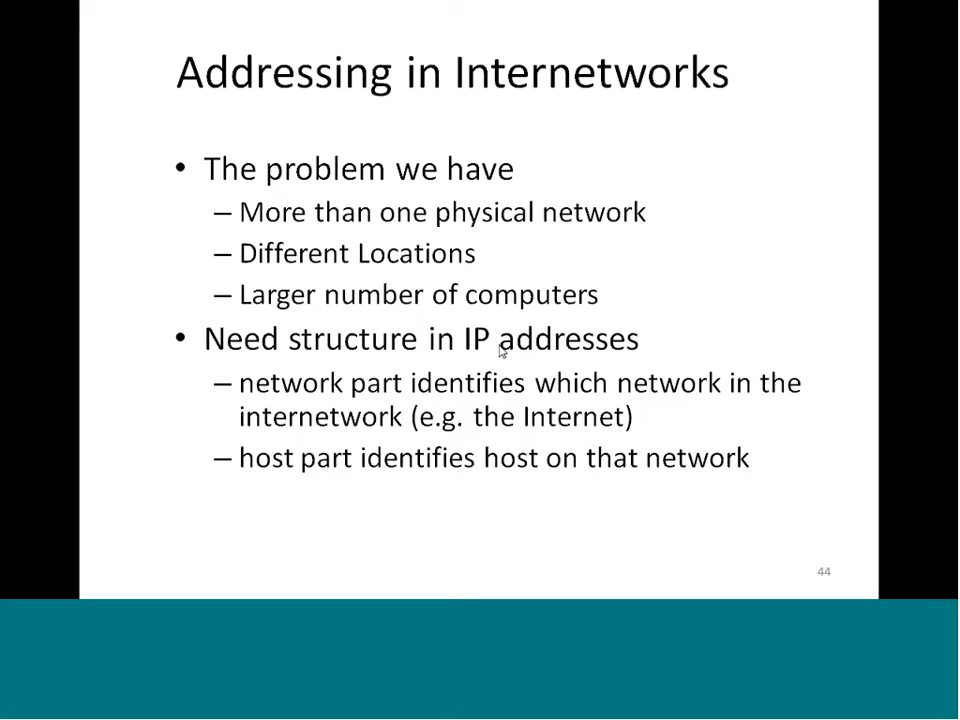 Addressing in Internetworks
• The problem we have
– More than one physical network
– Different Locations
– Larger number of computers
• Need structure in IP addresses
– network part identifies which network in the
internetwork (e.g. the Internet)
– host part identifies host on that network
44